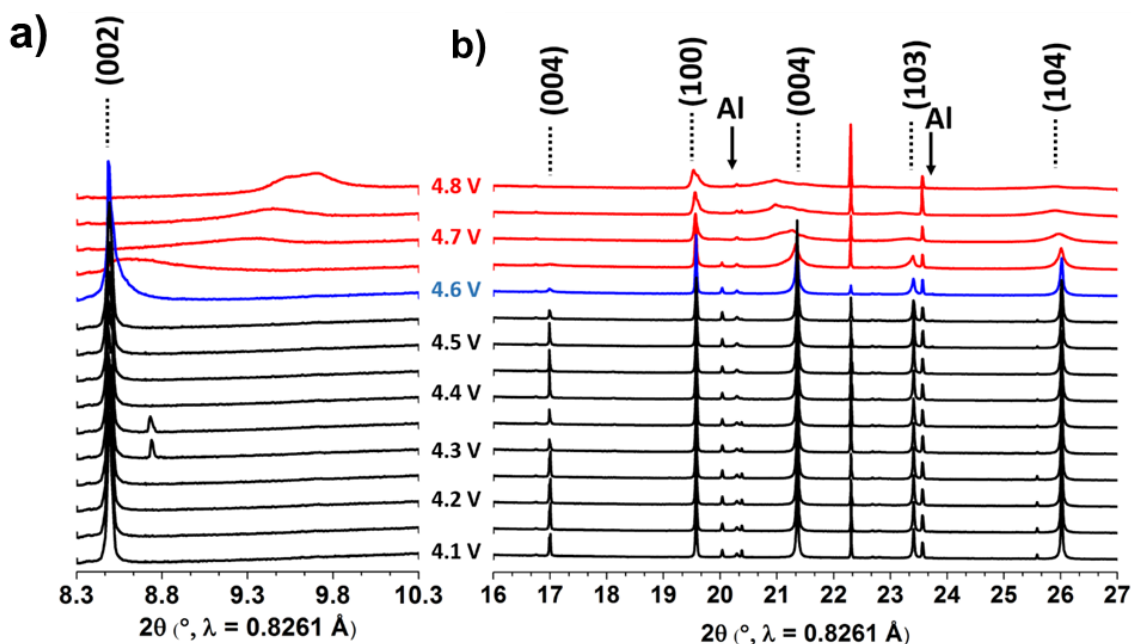 a)
(002)
b)
(004)
(100)
Al
(004)
(103)
Al
(104)
4.8 V
4.7 V
4.6 V
4.5 V
4.4 V
4.3 V
4.2 V
4.1 V
8.3 8.8 9.3 9.8 10.3
2θ (°, λ = 0.8261 Å)
16 17 18 19 20 21 22 23 24 25 26 27
2θ (°, λ = 0.8261 Å)